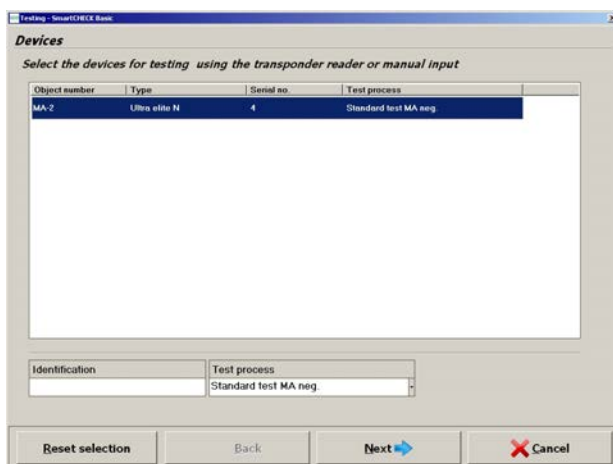 Testing - SmartCHECK Basic
Devices
Select the devices for testing using the transponder reader or manual input
Object number Type Serial no. Test process
MA-2 Ultra elite N 4 Standard test MA neg.
Identification Test process
Standard test MA neg.
Reset selection Back Next Cancel